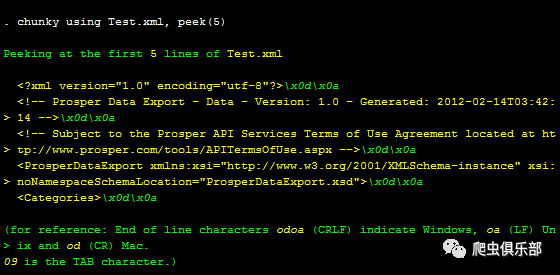 . chunky using Test.xml, peek(5)
Peeking at the first 5 lines of Test.xml
<?xml version="1.0" encoding="utf-8"?>\x0d\x0a
<!-- Prosper Data Export - Data - Version: 1.0 - Generated: 2012-02-14T03:42:
> 14 -->\x0d\x0a
<!-- Subject to the Prosper API Services Terms of Use Agreement located at ht
> tp://www.prosper.com/tools/APITermsOfUse.aspx -->\x0d\x0a
<ProsperDataExport xmlns:xsi="http://www.w3.org/2001/XMLSchema-instance" xsi:
> noNamespaceSchemaLocation="ProsperDataExport.xsd">\x0d\x0a
<Categories>\x0d\x0a
(for reference: End of line characters 0d0a (CRLF) indicate Windows, 0a (LF) Un
> ix and 0d (CR) Mac.
09 is the TAB character.)
爬虫俱乐部